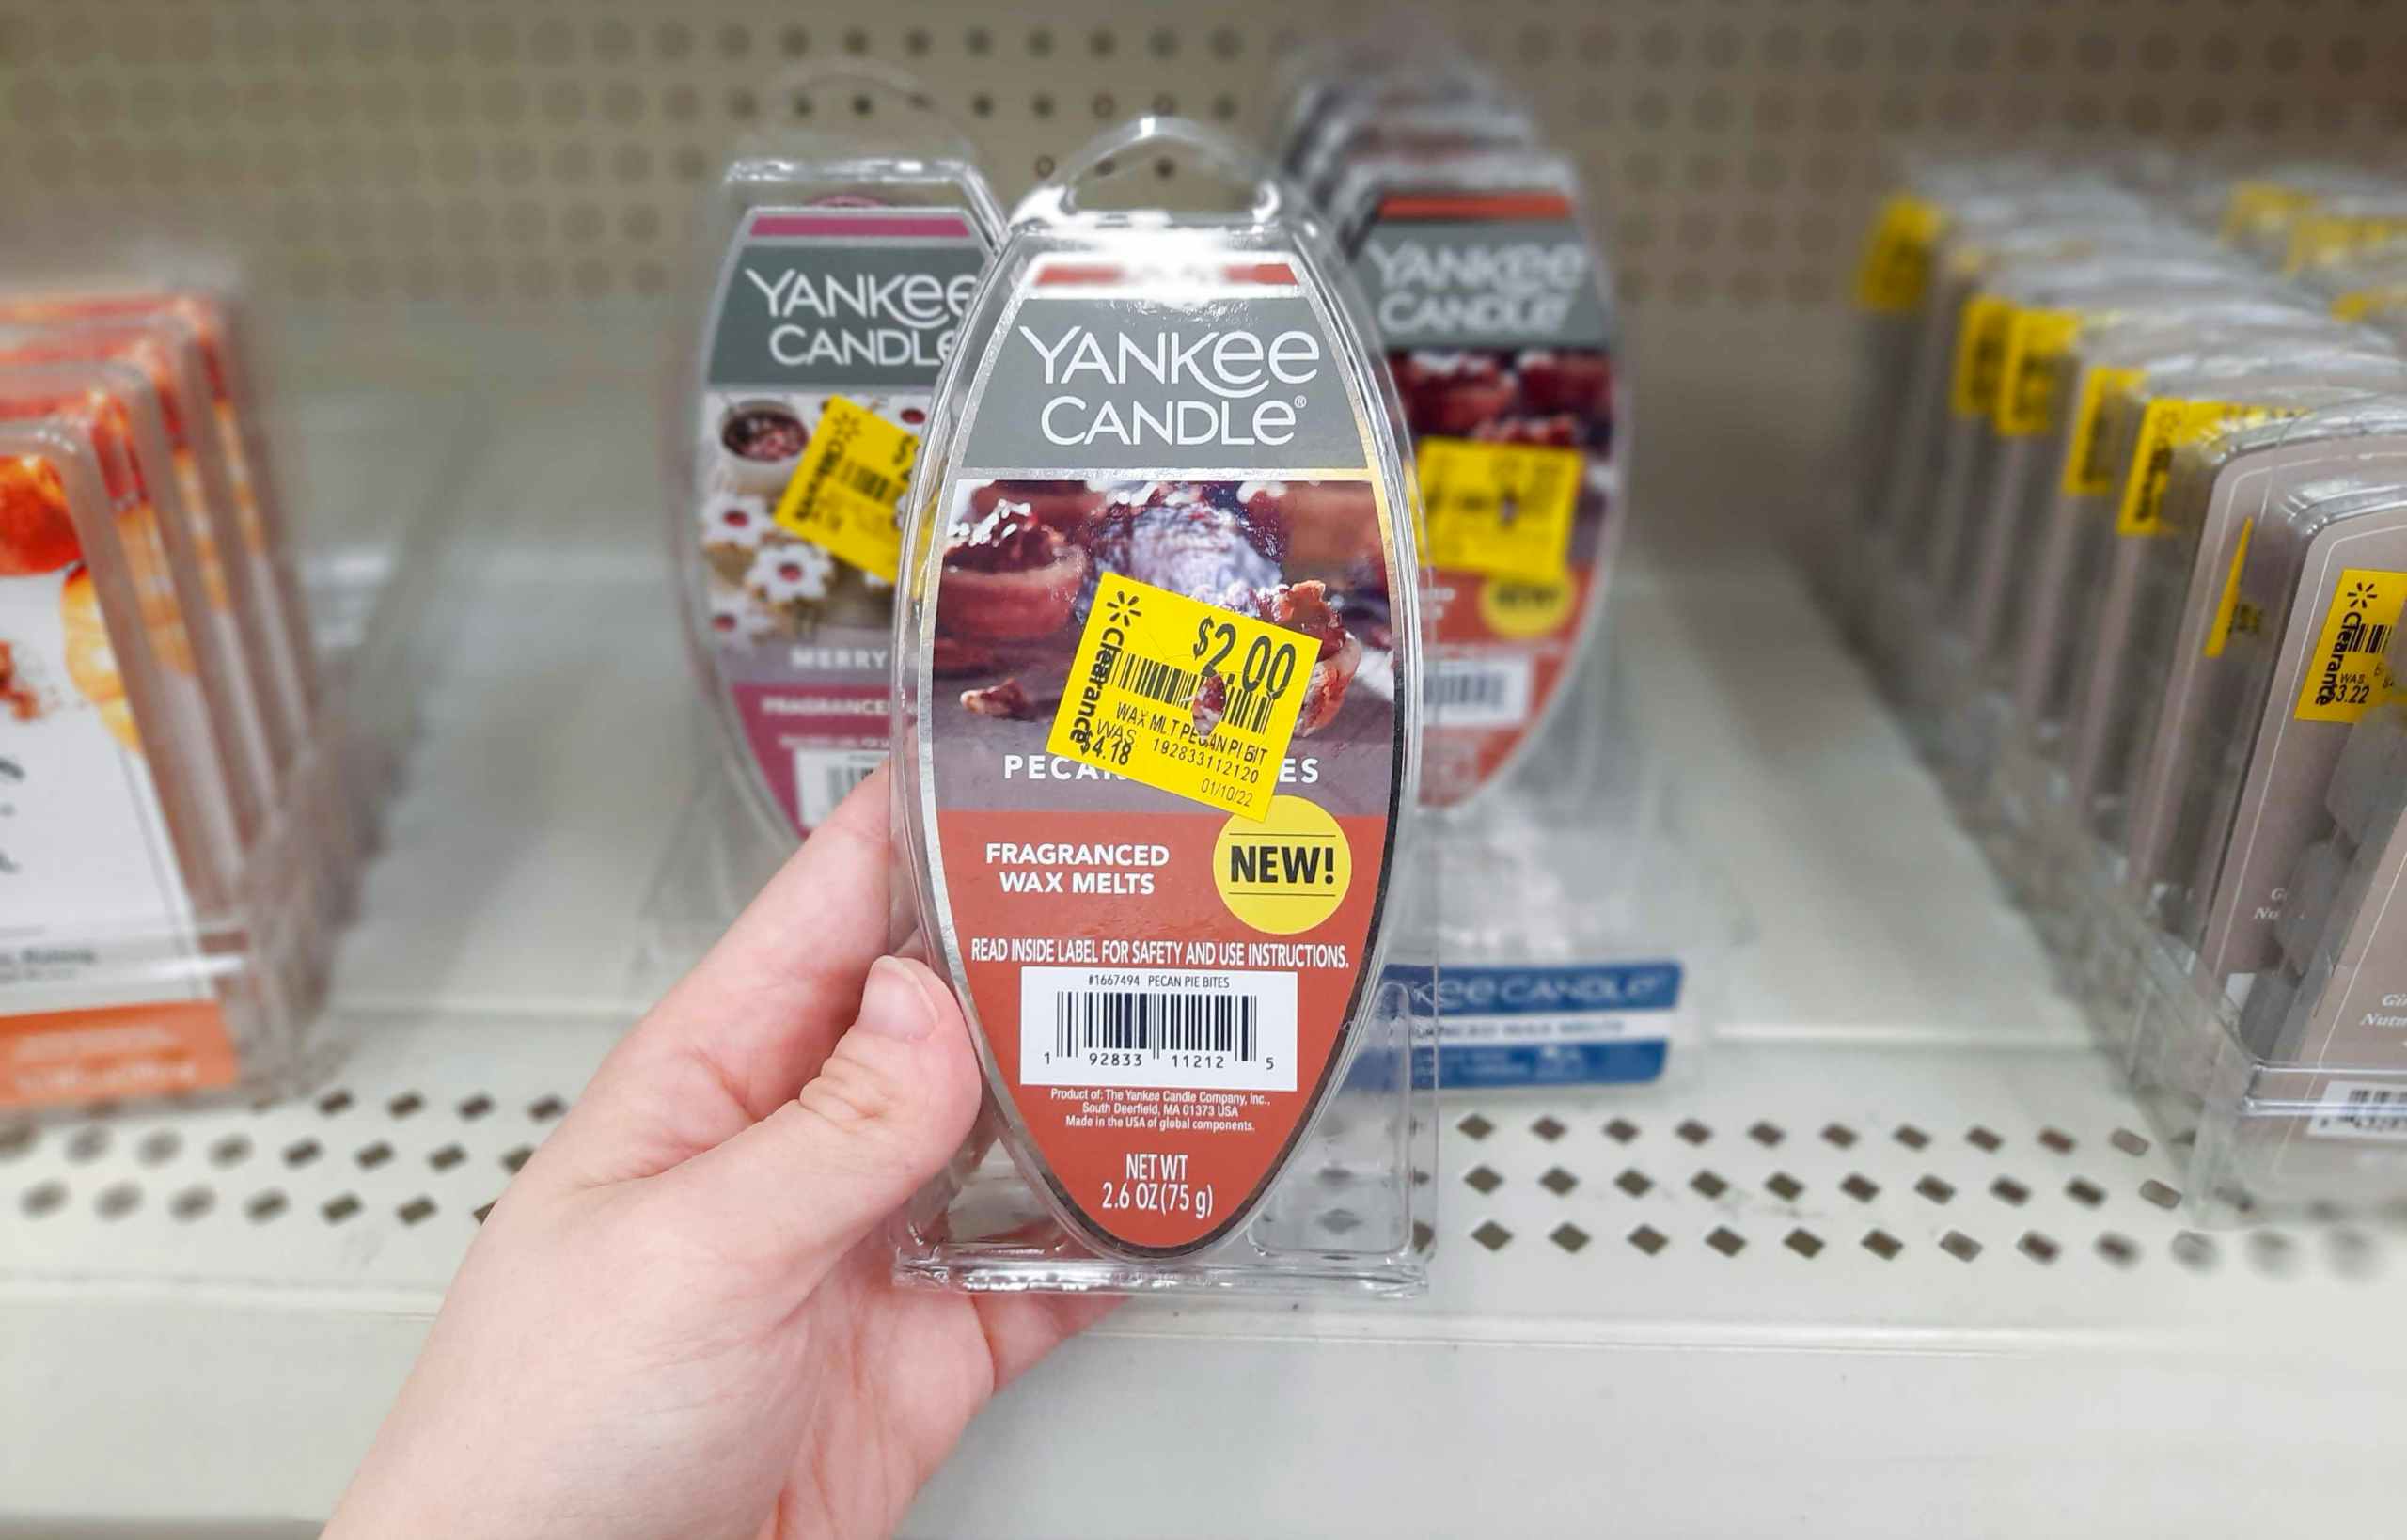 YANKEE
CANDLE
YANKEE
CANDLE®
YANKEE
CANDLE
Clearance
$2.00
WAX MLT PECAN PI BIT
WAS
$4.18
192833112120
01/10/22
MERRY
FRAGRANCED
WAX MELTS
NEW!
READ INSIDE LABEL FOR SAFETY AND USE INSTRUCTIONS.
#1667494 PECAN PIE BITES
1 92833 11212 5
Product of: The Yankee Candle Company, Inc.,
South Deerfield, MA 01373 USA
Made in the USA of global components.
NET WT
2.6 OZ (75 g)
FRAGRANCE
NEW!
CANDLE
Clearance
WAS
$3.22